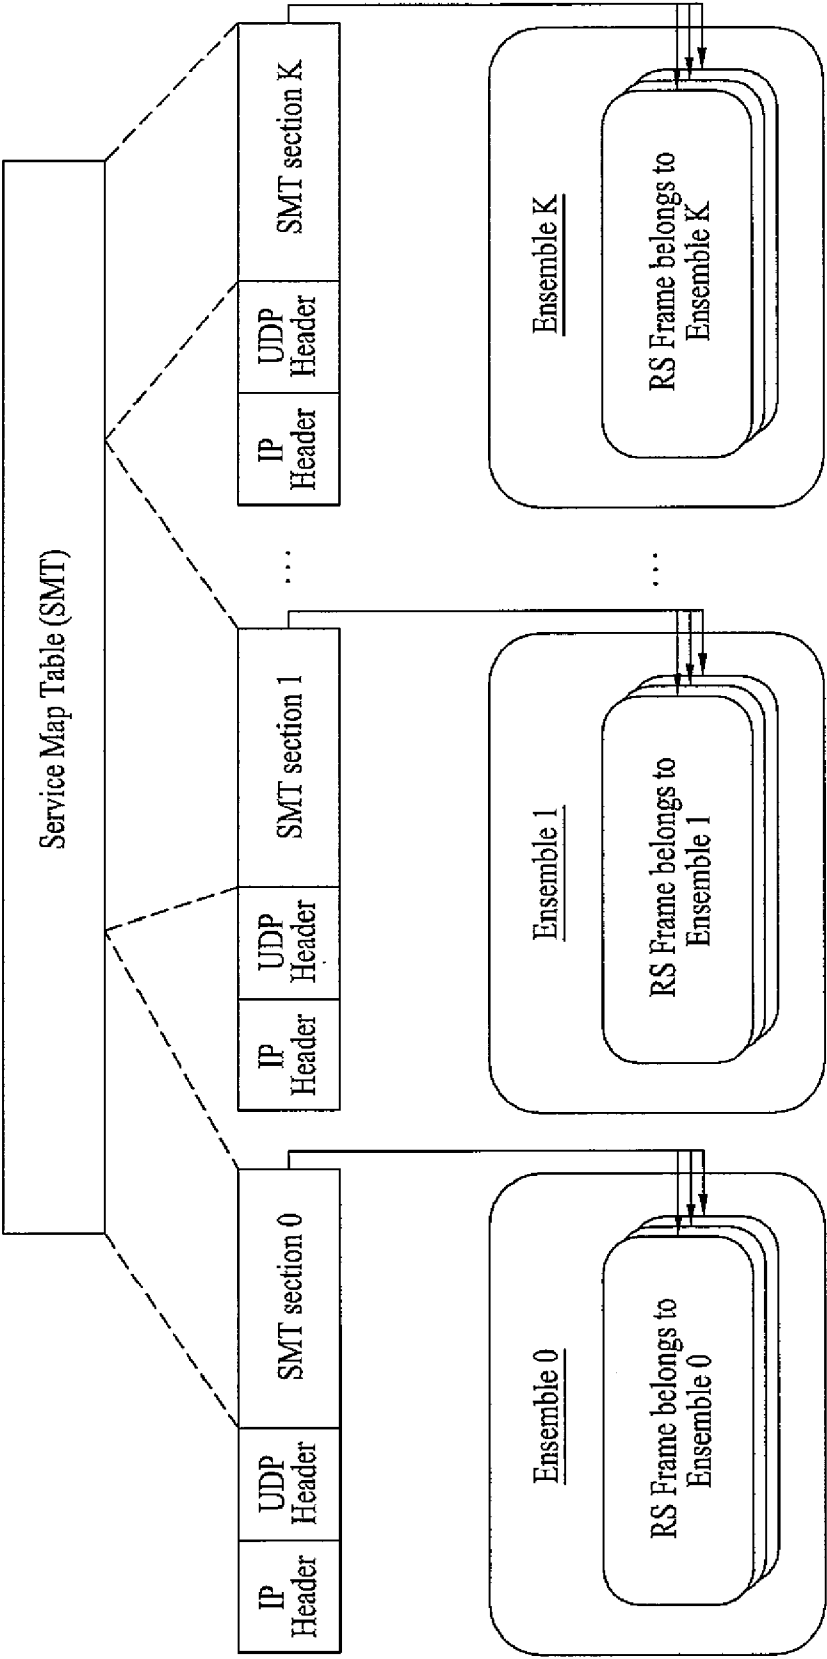 Service Map Table (SMT)
IP
Header
UDP
Header
SMT section 0
IP
Header
UDP
Header
SMT section 1
...
IP
Header
UDP
Header
SMT section K
Ensemble 0
RS Frame belongs to
Ensemble 0
Ensemble 1
RS Frame belongs to
Ensemble 1
...
Ensemble K
RS Frame belongs to
Ensemble K